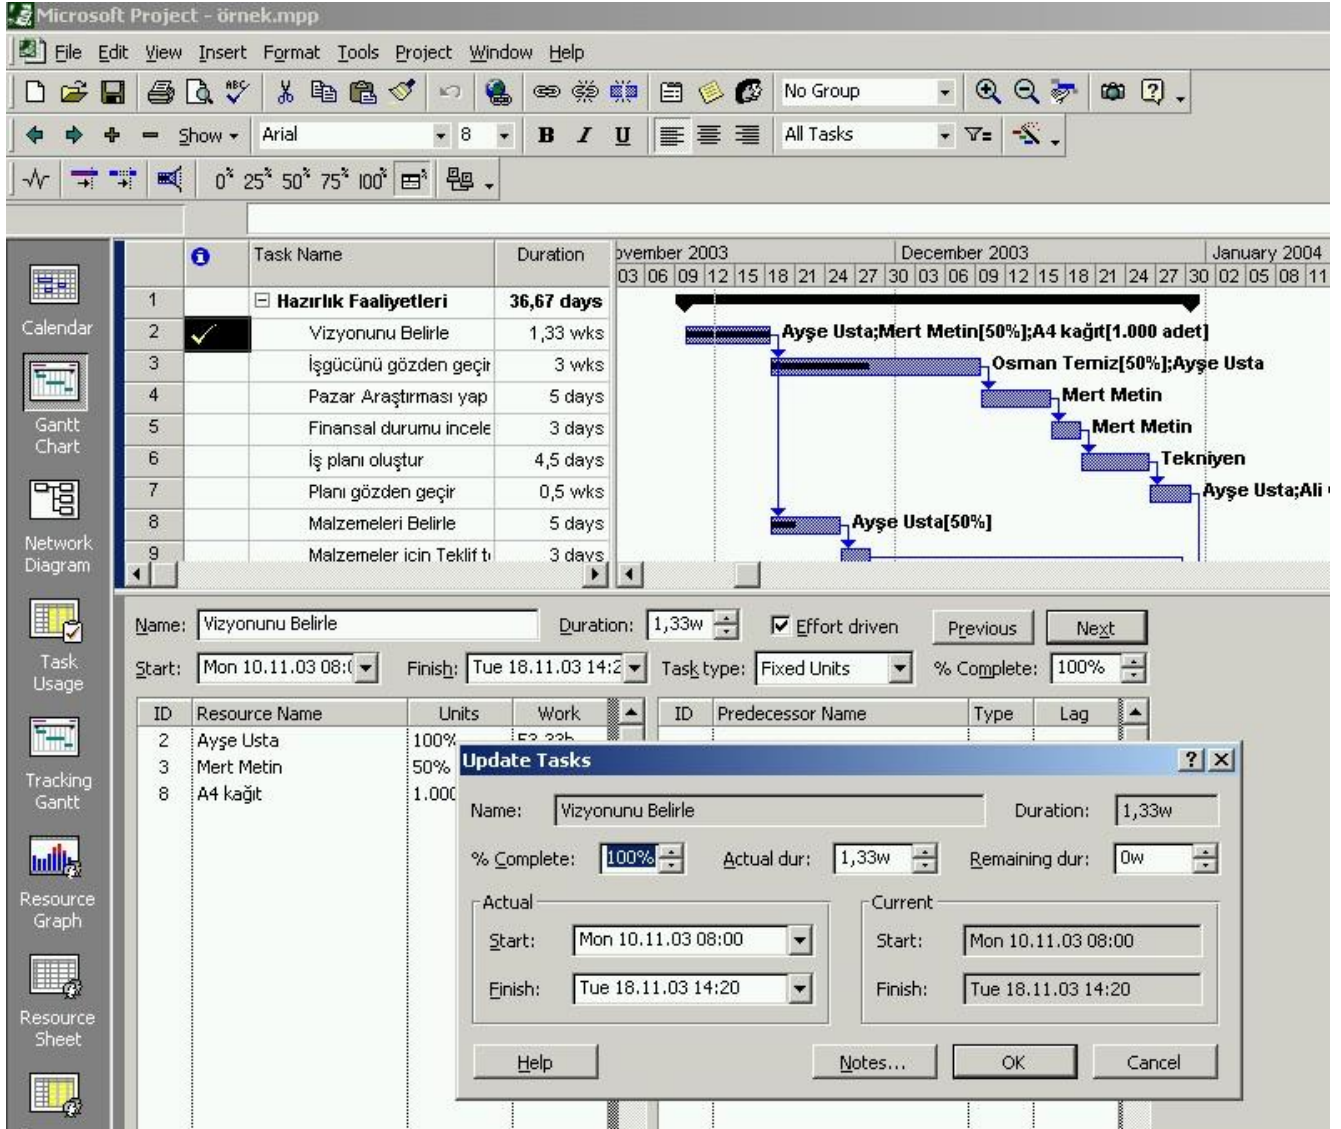 Microsoft Project - örnek.mpp
File Edit View Insert Format Tools Project Window Help
ABC No Group
Show Arial 8 B I U All Tasks
0% 25% 50% 75% 100%
Task Name Duration December 2003 January 2004
03 06 09 12 15 18 21 24 27 30 03 06 09 12 15 18 21 24 27 30 02 05 08 11
1 Hazırlık Faaliyetleri 36,67 days
2 Vizyonunu Belirle 1,33 wks Ayşe Usta;Mert Metin[50%];A4 kağıt[1.000 adet]
3 İşgücünü gözden geçir 3 wks Osman Temiz[50%];Ayşe Usta
4 Pazar Araştırması yap 5 days Mert Metin
5 Finansal durumu incele 3 days Mert Metin
6 İş planı oluştur 4,5 days Tekniyen
7 Planı gözden geçir 0,5 wks Ayşe Usta;Ali
8 Malzemeleri Belirle 5 days Ayşe Usta[50%]
9 Malzemeler için Teklif 3 days
Calendar
Gantt Chart
Network Diagram
Task Usage
Tracking Gantt
Resource Graph
Resource Sheet
Name: Vizyonunu Belirle Duration: 1,33w Effort driven Previous Next
Start: Mon 10.11.03 08:0 Finish: Tue 18.11.03 14:2 Task type: Fixed Units % Complete: 100%
ID Resource Name Units Work ID Predecessor Name Type Lag
2 Ayşe Usta 100% 53,33h
3 Mert Metin 50%
8 A4 kağıt 1.000
Update Tasks
Name: Vizyonunu Belirle Duration: 1,33w
% Complete: 100% Actual dur: 1,33w Remaining dur: 0w
Actual Current
Start: Mon 10.11.03 08:00 Start: Mon 10.11.03 08:00
Finish: Tue 18.11.03 14:20 Finish: Tue 18.11.03 14:20
Help Notes... OK Cancel